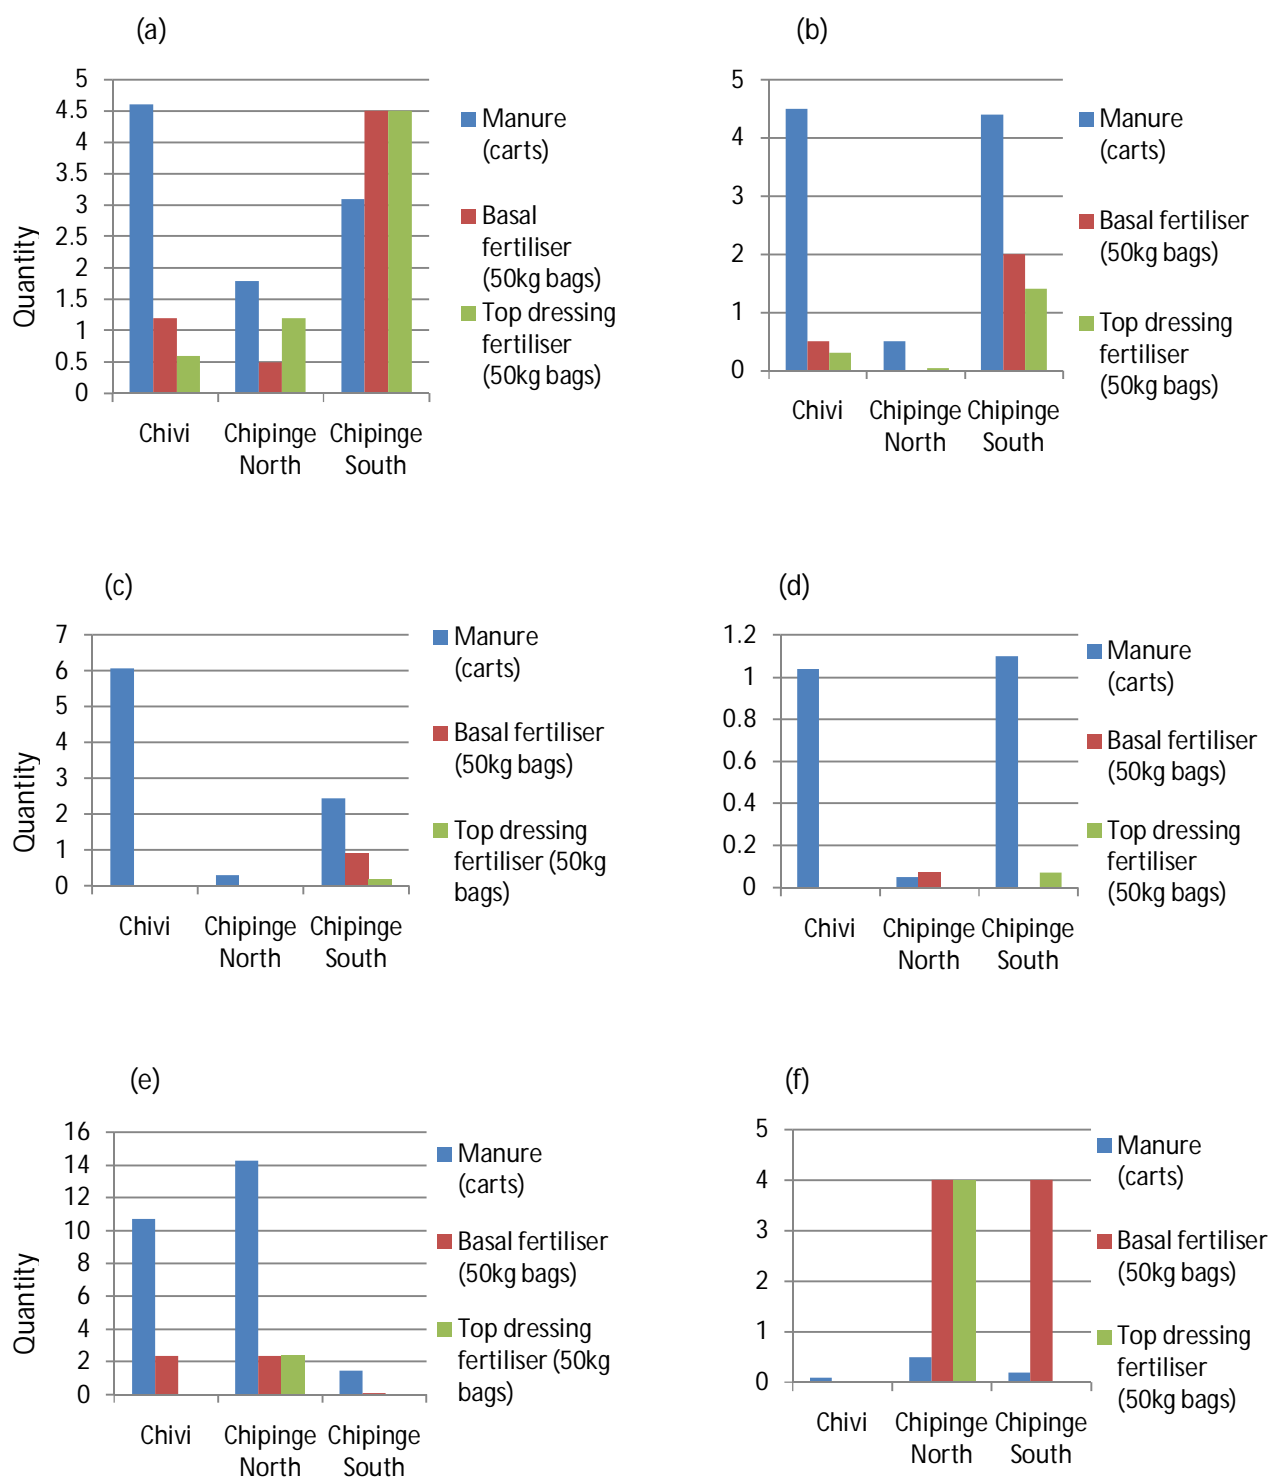 (a)
5
4.5
4
3.5
3
2.5
2
1.5
1
0.5
0
Quantity
Chivi
Chipinge
North
Chipinge
South
Manure
(carts)
Basal
fertiliser
(50kg bags)
Top dressing
fertiliser
(50kg bags)
(b)
5
4
3
2
1
0
Chivi
Chipinge
North
Chipinge
South
Manure
(carts)
Basal fertiliser
(50kg bags)
Top dressing
fertiliser
(50kg bags)
(c)
7
6
5
4
3
2
1
0
Quantity
Chivi
Chipinge
North
Chipinge
South
Manure
(carts)
Basal fertiliser
(50kg bags)
Top dressing
fertiliser (50kg
bags)
(d)
1.2
1
0.8
0.6
0.4
0.2
0
Chivi
Chipinge
North
Chipinge
South
Manure
(carts)
Basal fertiliser
(50kg bags)
Top dressing
fertiliser
(50kg bags)
(e)
16
14
12
10
8
6
4
2
0
Quantity
Chivi
Chipinge
North
Chipinge
South
Manure
(carts)
Basal fertiliser
(50kg bags)
Top dressing
fertiliser (50kg
bags)
(f)
5
4
3
2
1
0
Chivi
Chipinge
North
Chipinge
South
Manure
(carts)
Basal fertiliser
(50kg bags)
Top dressing
fertiliser
(50kg bags)